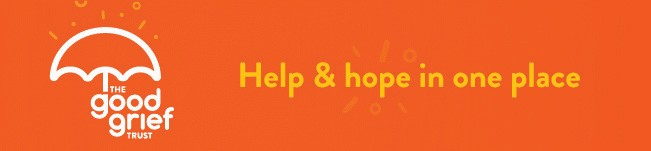 THE
good
grief
TRUST
Help & hope in one place